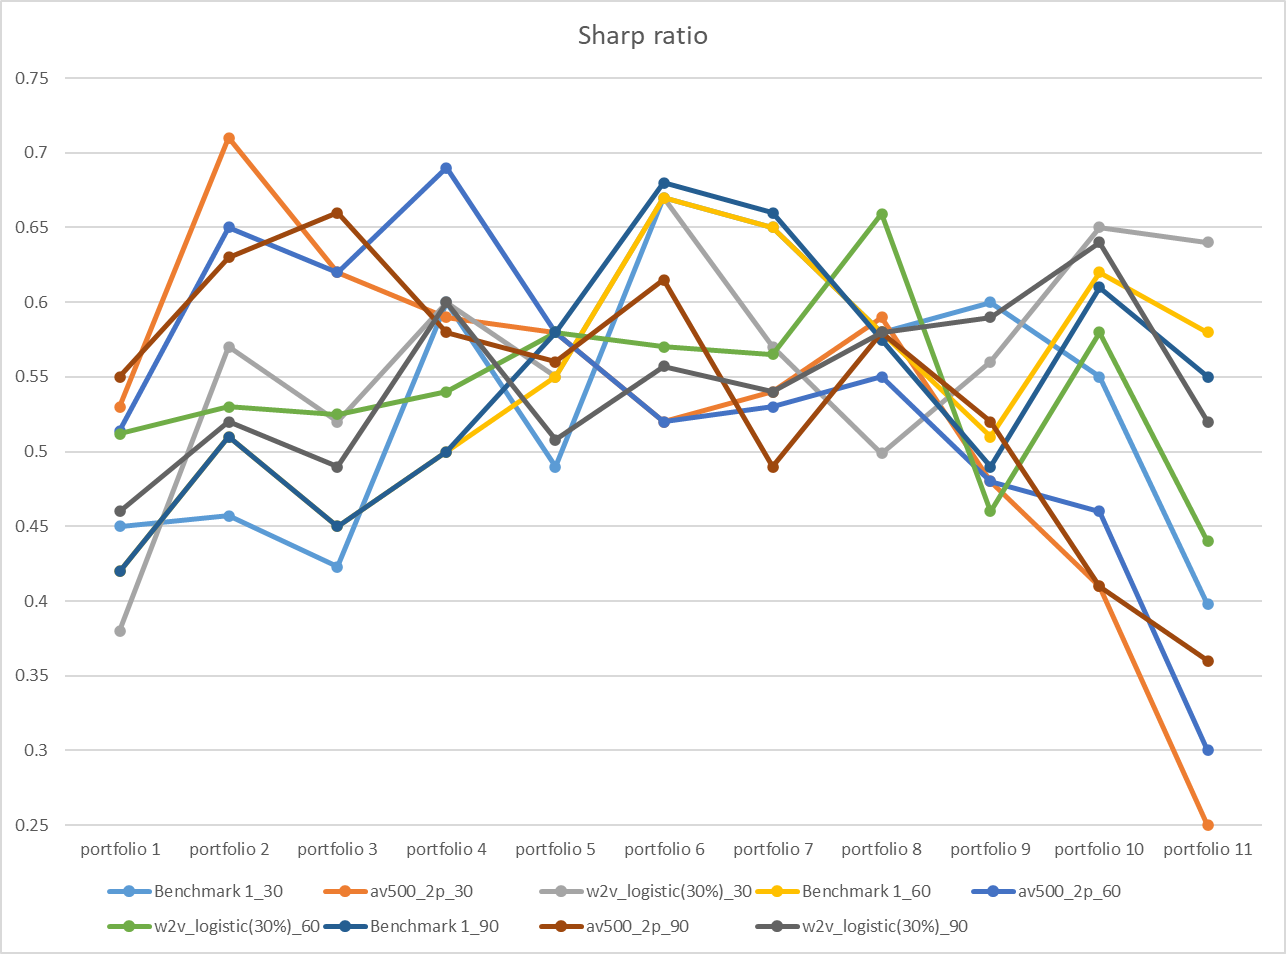 Sharp ratio
0.75
0.7
0.65
0.6
0.55
0.5
0.45
0.4
0.35
0.3
0.25
portfolio 1 portfolio 2 portfolio 3 portfolio 4 portfolio 5 portfolio 6 portfolio 7 portfolio 8 portfolio 9 portfolio 10 portfolio 11
Benchmark 1_30 av500_2p_30 w2v_logistic(30%)_30 Benchmark 1_60 av500_2p_60
w2v_logistic(30%)_60 Benchmark 1_90 av500_2p_90 w2v_logistic(30%)_90